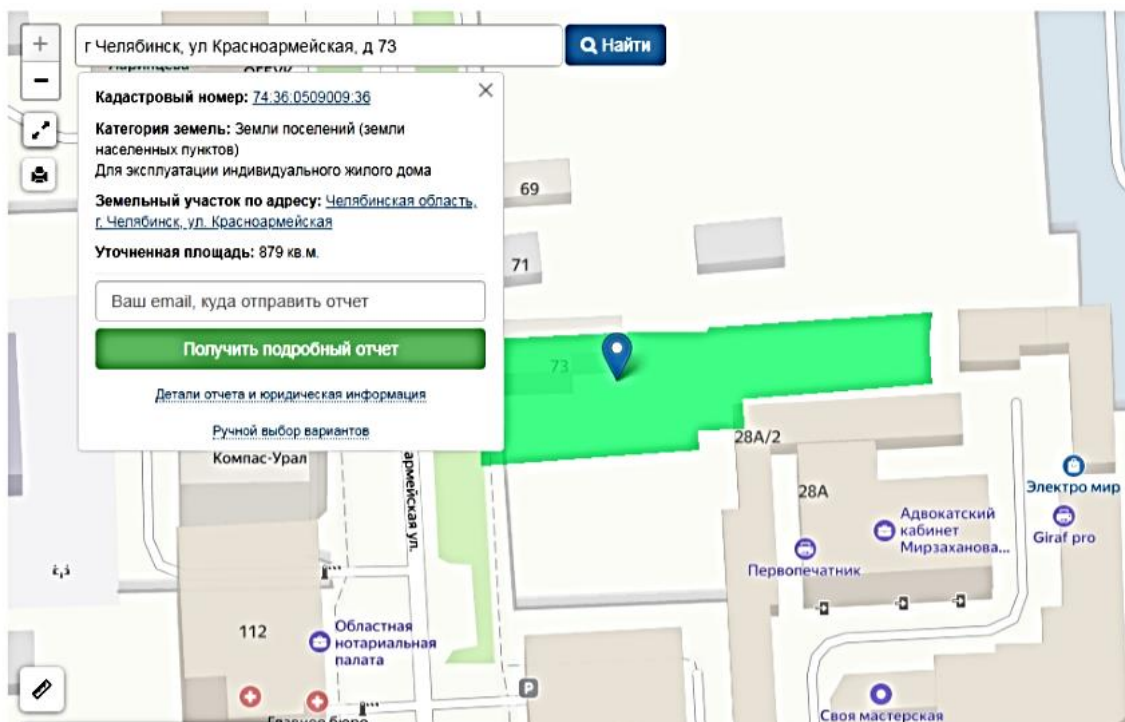 +
г Челябинск, ул Красноармейская, д 73
Найти
−
Кадастровый номер: 74:36:0509009:36
Категория земель: Земли поселений (земли
населенных пунктов)
Для эксплуатации индивидуального жилого дома
Земельный участок по адресу: Челябинская область,
г. Челябинск, ул. Красноармейская
Уточненная площадь: 879 кв.м.
Ваш email, куда отправить отчет
Получить подробный отчет
Детали отчета и юридическая информация
Ручной выбор вариантов
69
71
73
Компас-Урал
армейская ул.
28А/2
28А
Электро мир
Адвокатский
кабинет
Мирзаханова...
Giraf pro
Первопечатник
112
Областная
нотариальная
палата
P
Главное бюро
Своя мастерская